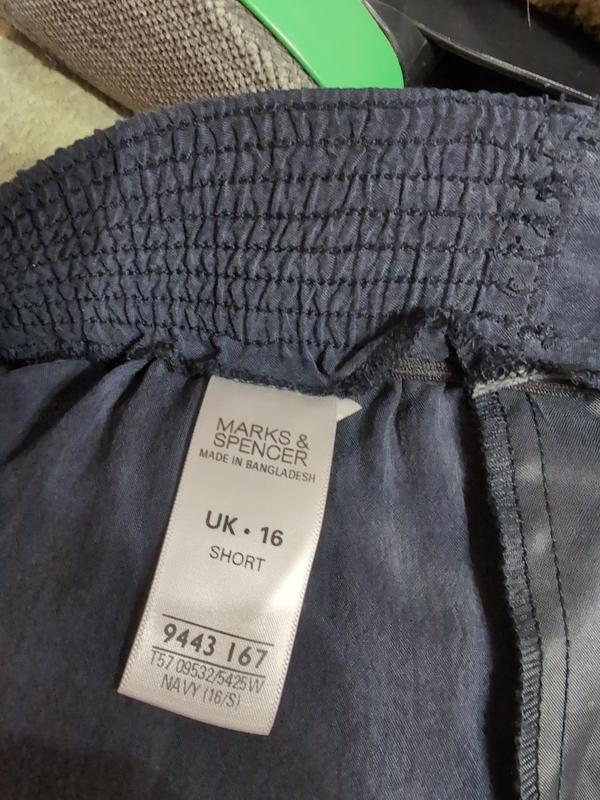 MARKS &
SPENCER
MADE IN BANGLADESH
UK • 16
SHORT
9443 167
T57 09532/5425W
NAVY (16/S)